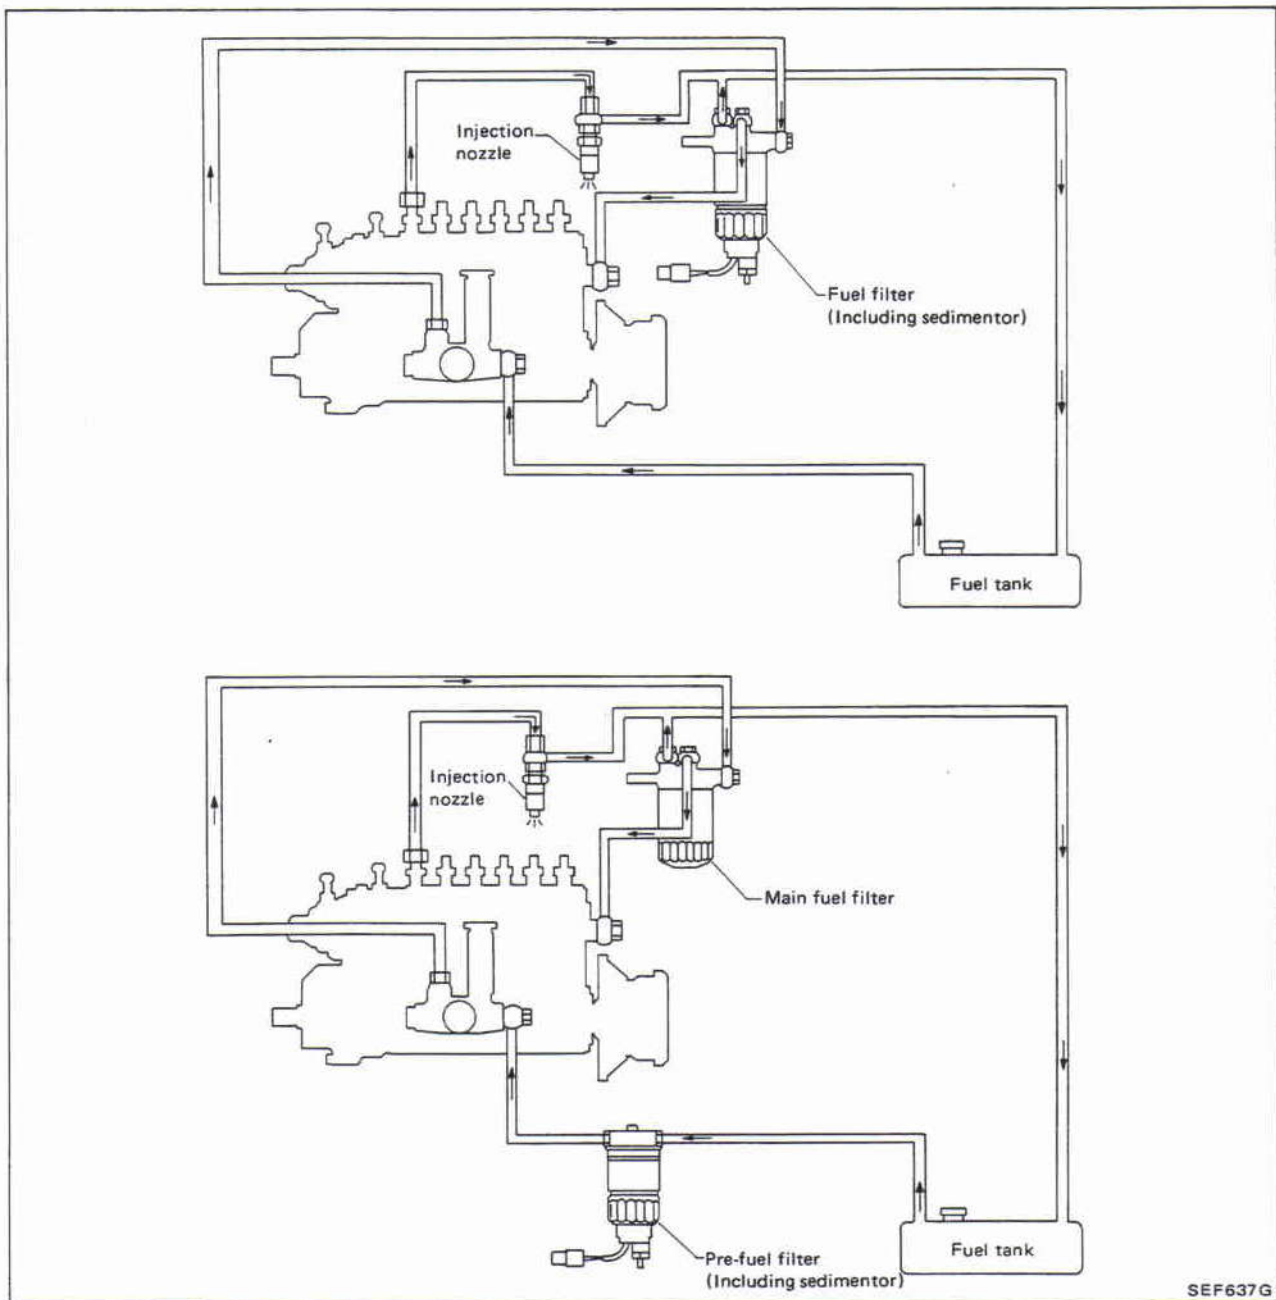 Injection
nozzle
Fuel filter
(Including sedimentor)
Fuel tank
Injection
nozzle
Main fuel filter
Pre-fuel filter
(Including sedimentor)
Fuel tank
SEF637G